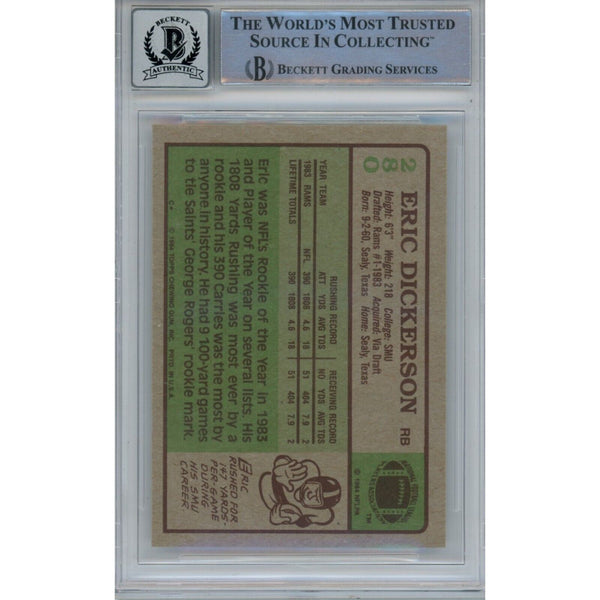 BECKETT
B
AUTHENTIC
THE WORLD'S MOST TRUSTED
SOURCE IN COLLECTING™
B BECKETT GRADING SERVICES
280
ERIC DICKERSON RB
Height: 6'3" Weight: 218 College: SMU
Drafted: Rams #1-1983 Acquired: Via Draft
Born: 9-2-60, Sealy, Texas Home: Sealy, Texas
RUSHING RECORD RECEIVING RECORD
YEAR TEAM ATT YDS AVG TDS NO YDS AVG TDS
1983 RAMS NFL 390 1808 4.6 18 51 404 7.9 2
LIFETIME TOTALS 390 1808 4.6 18 51 404 7.9 2
Eric was NFL's Rookie of the Year in 1983
and Player of the Year on several lists. His
1808 Yards Rushing was most ever by a
rookie and his 390 Carries was the most by
anyone in history. He had 9 100-yard games
to tie Saints' George Rogers' rookie mark.
© 1984 TOPPS CHEWING GUM, INC. PRTD. IN U.S.A.
© 1984 NFLPA
TM
ERIC
RUSHED FOR
147 YARDS-
PER-GAME
DURING
HIS SMU
CAREER